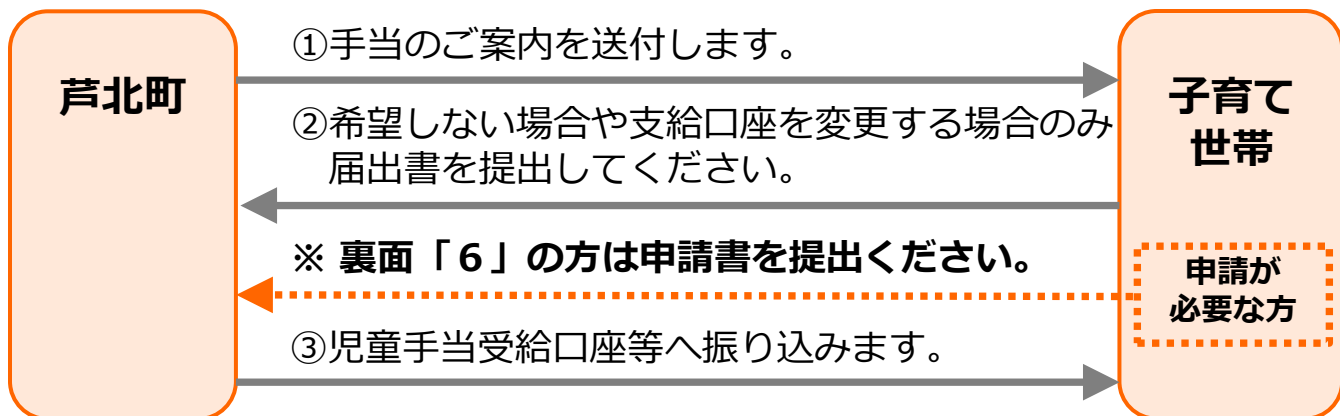 芦北町
①手当のご案内を送付します。
②希望しない場合や支給口座を変更する場合のみ
届出書を提出してください。
※ 裏面「６」の方は申請書を提出ください。
③児童手当受給口座等へ振り込みます。
子育て
世帯
申請が
必要な方